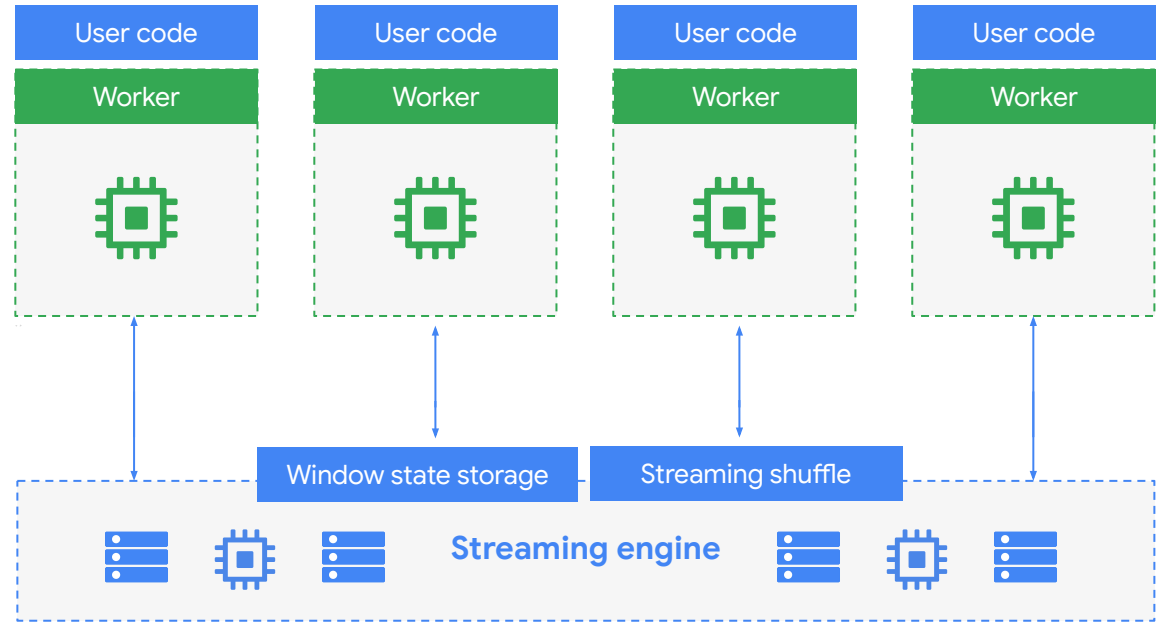 User code
User code
User code
User code
Worker
Worker
Worker
Worker
Window state storage
Streaming shuffle
Streaming engine